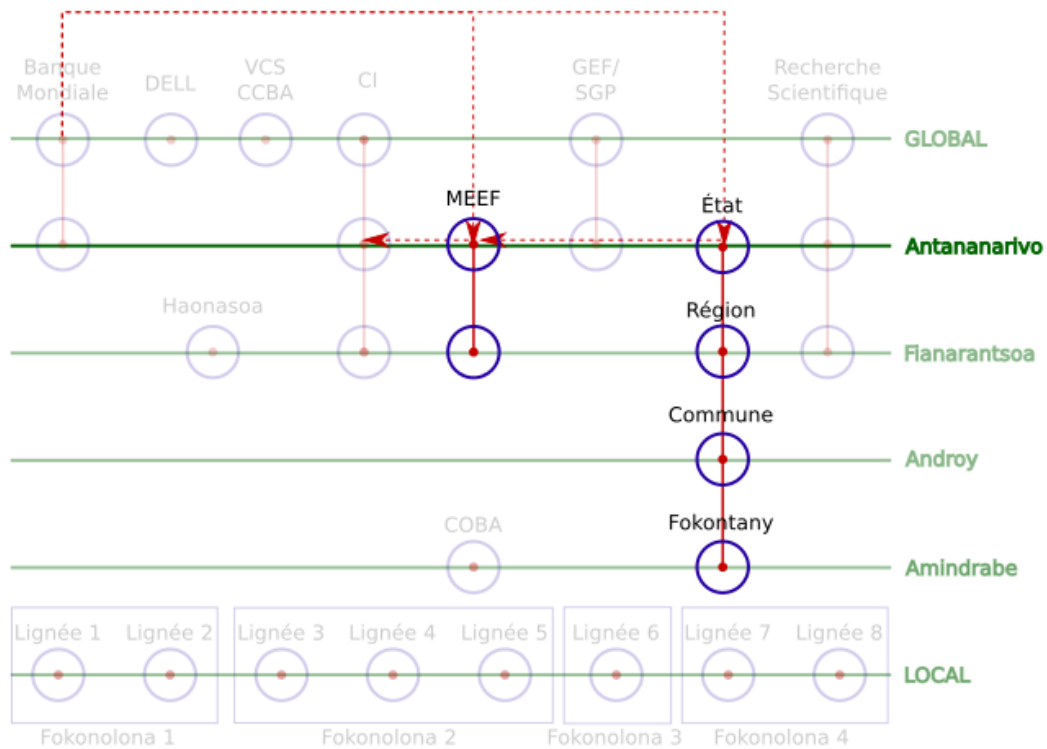 Banque
Mondiale
DELL
VCS
CCBA
CI
GEF/
SGP
Recherche
Scientifique
GLOBAL
MEEF
État
Antananarivo
Haonasoa
Région
Fianarantsoa
Commune
Androy
COBA
Fokontany
Amindrabe
Lignée 1
Lignée 2
Lignée 3
Lignée 4
Lignée 5
Lignée 6
Lignée 7
Lignée 8
LOCAL
Fokonolona 1
Fokonolona 2
Fokonolona 3
Fokonolona 4